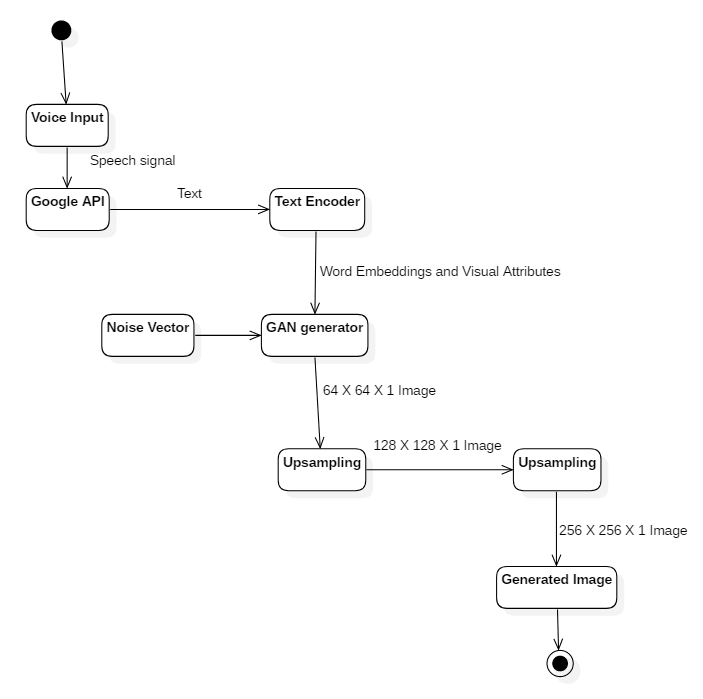 Voice Input
Speech signal
Google API
Text
Text Encoder
Word Embeddings and Visual Attributes
Noise Vector
GAN generator
64 X 64 X 1 Image
128 X 128 X 1 Image
Upsampling
Upsampling
256 X 256 X 1 Image
Generated Image